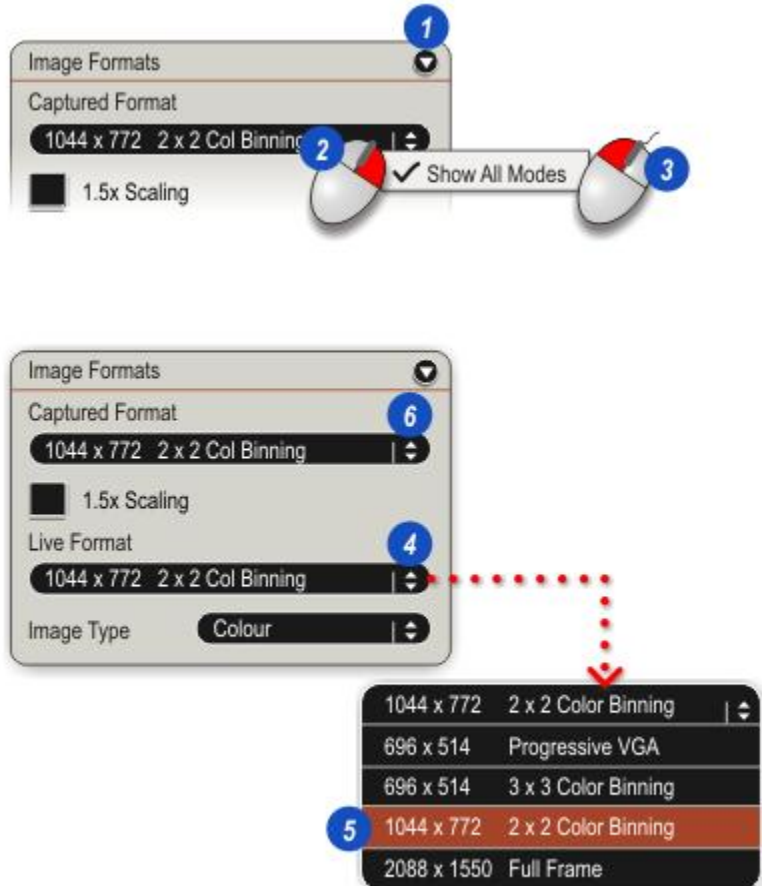 1
Image Formats
Captured Format
1044 x 772 2 x 2 Col Binning
2
Show All Modes
3
1.5x Scaling
Image Formats
Captured Format
6
1044 x 772 2 x 2 Col Binning
1.5x Scaling
Live Format
4
1044 x 772 2 x 2 Col Binning
Image Type Colour
1044 x 772 2 x 2 Color Binning
696 x 514 Progressive VGA
696 x 514 3 x 3 Color Binning
5
1044 x 772 2 x 2 Color Binning
2088 x 1550 Full Frame